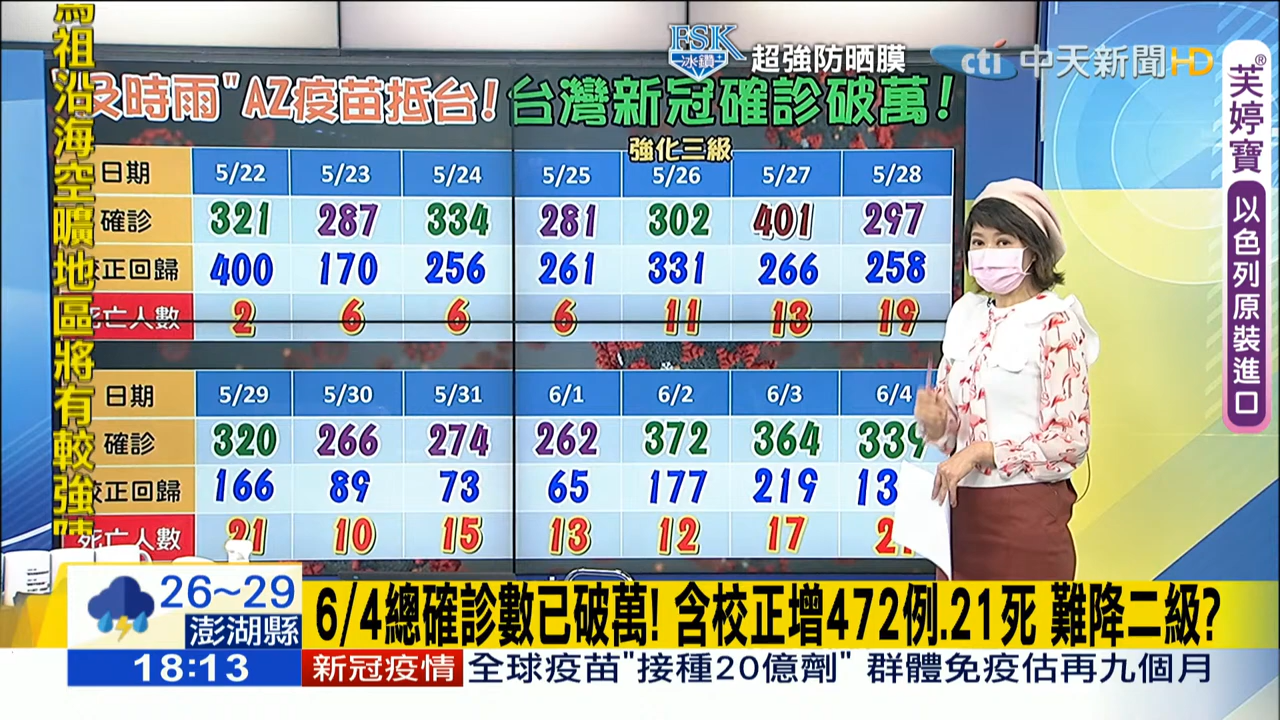 FSK
冰鑽
超強防晒膜
cti 中天新聞HD
芙婷寶®
以色列原裝進口
祖沿海空曠地區將有較強
及時雨"AZ疫苗抵台!台灣新冠確診破萬!
強化三級
日期 5/22 5/23 5/24 5/25 5/26 5/27 5/28
確診 321 287 334 281 302 401 297
校正回歸 400 170 256 261 331 266 258
死亡人數 2 6 6 6 11 13 19
日期 5/29 5/30 5/31 6/1 6/2 6/3 6/4
確診 320 266 274 262 372 364 339
校正回歸 166 89 73 65 177 219 13
死亡人數 21 10 15 13 12 17 2
26~29
澎湖縣
18:13
6/4總確診數已破萬! 含校正增472例.21死 難降二級?
新冠疫情 全球疫苗"接種20億劑" 群體免疫估再九個月